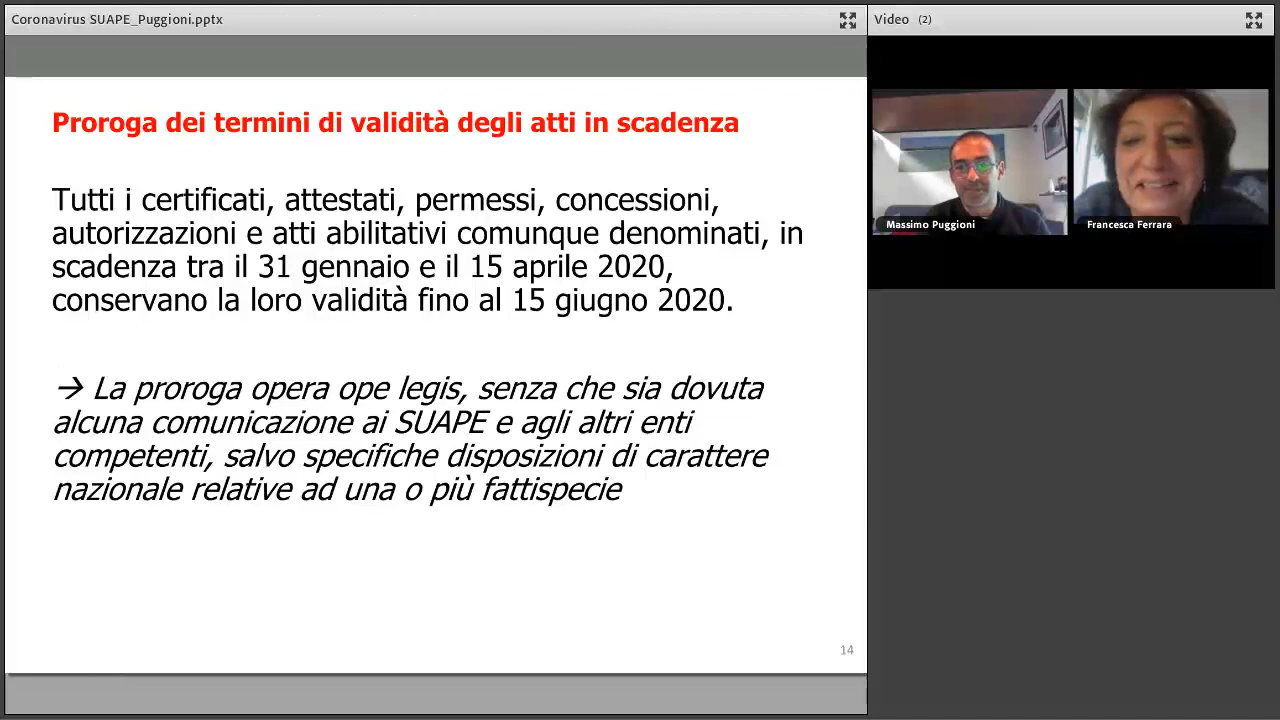 Coronavirus SUAPE_Puggioni.pptx
Video (2)
Proroga dei termini di validità degli atti in scadenza
Tutti i certificati, attestati, permessi, concessioni,
autorizzazioni e atti abilitativi comunque denominati, in
scadenza tra il 31 gennaio e il 15 aprile 2020,
conservano la loro validità fino al 15 giugno 2020.
→ La proroga opera ope legis, senza che sia dovuta
alcuna comunicazione ai SUAPE e agli altri enti
competenti, salvo specifiche disposizioni di carattere
nazionale relative ad una o più fattispecie
14
Massimo Puggioni
Francesca Ferrara